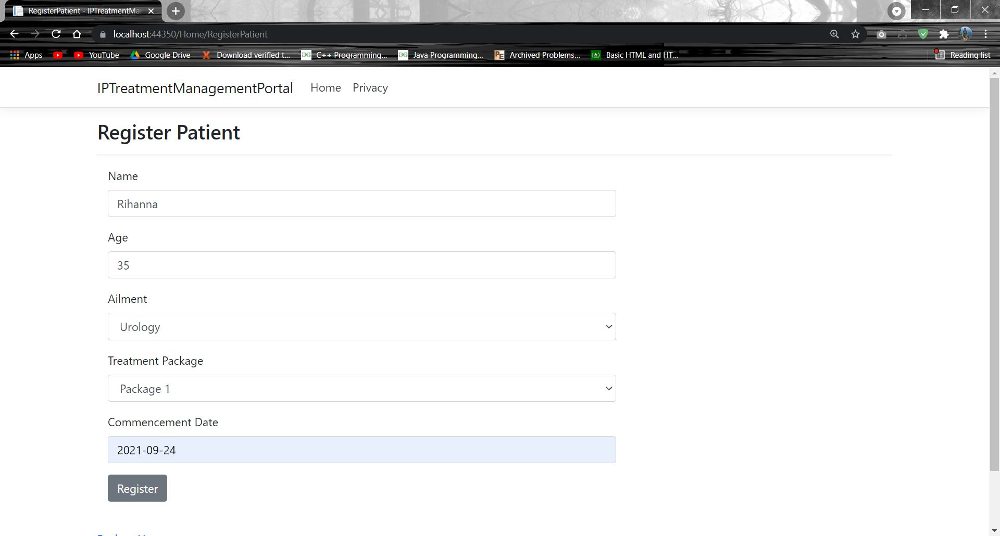 RegisterPatient - IPTreatmentMa
localhost:44350/Home/RegisterPatient
Apps YouTube Google Drive Download verified t... C++ Programming... Java Programming... Archived Problems... Basic HTML and HT... Reading list
IPTreatmentManagementPortal Home Privacy
Register Patient
Name
Rihanna
Age
35
Ailment
Urology
Treatment Package
Package 1
Commencement Date
2021-09-24
Register